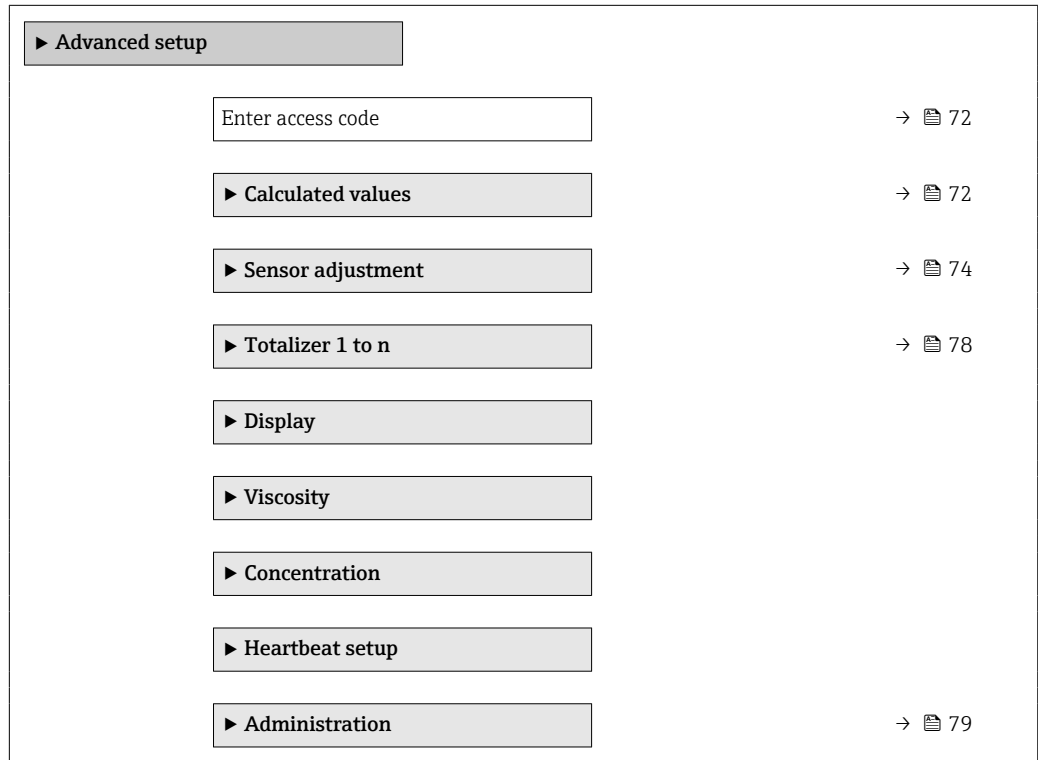 ► Advanced setup
Enter access code → 72
► Calculated values → 72
► Sensor adjustment → 74
► Totalizer 1 to n → 78
► Display
► Viscosity
► Concentration
► Heartbeat setup
► Administration → 79